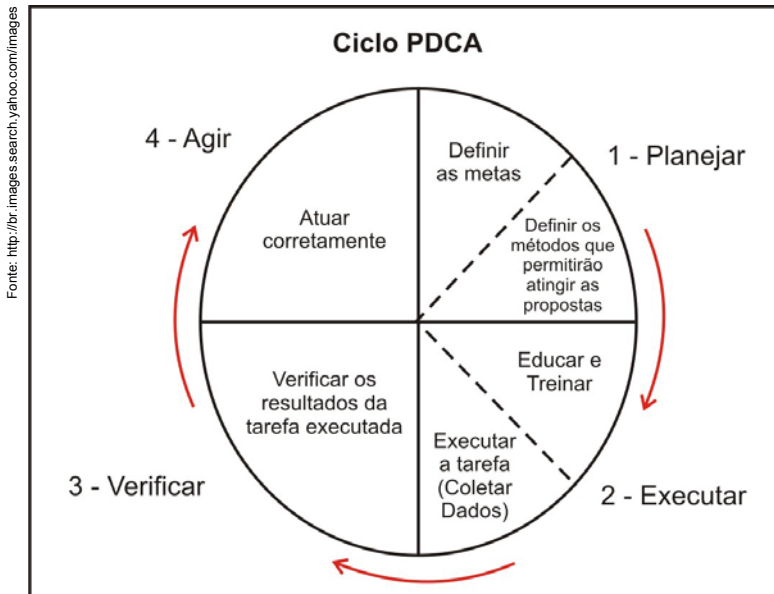 Ciclo PDCA
1 - Planejar
Definir
as metas
Definir os
métodos que
permitirão
atingir as
propostas
2 - Executar
Educar e
Treinar
Executar
a tarefa
(Coletar
Dados)
3 - Verificar
Verificar os
resultados da
tarefa executada
4 - Agir
Atuar
corretamente
Fonte: http://br.images.search.yahoo.com/images